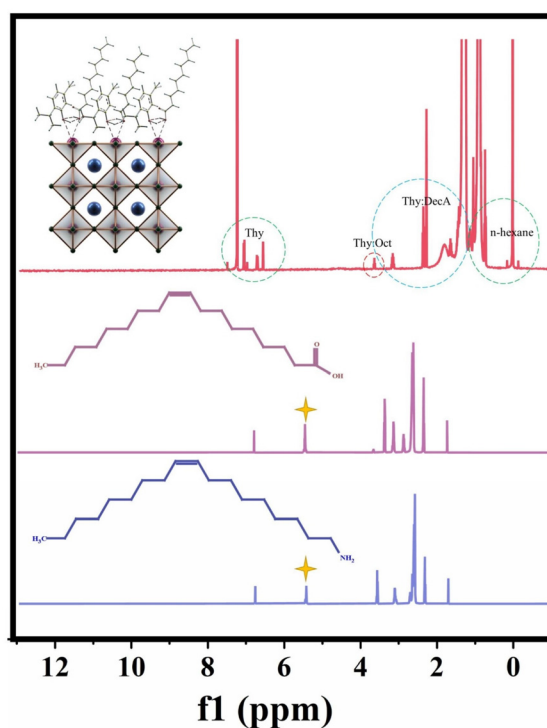 Thy
Thy:Oct
Thy:DecA
n-hexane
O
H₃C
OH
H₃C
NH₂
12 10 8 6 4 2 0
f1 (ppm)